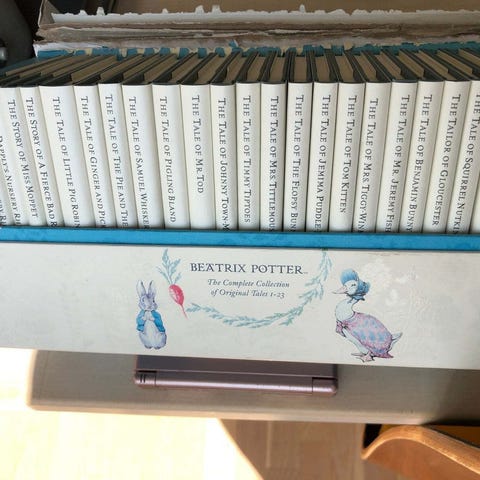 DAPPLY'S NURSERY
THE STORY OF MISS MOPPET
THE STORY OF A FIERCE BAD
THE TALE OF LITTLE PIG ROBIN
THE TALE OF GINGER AND PIC
THE TALE OF THE PIE AND THE
THE TALE OF SAMUEL WHISKER
THE TALE OF PIGLING BLAND
THE TALE OF MR. TOD
THE TALE OF JOHNNY TOWN-M
THE TALE OF TIMMY TIPTOES
THE TALE OF MRS TITTLEMOUS
THE TALE OF THE FLOPSY BUN
THE TALE OF JEMIMA PUDDLE
THE TALE OF TOM KITTEN
THE TALE OF MRS. TIGGY-WIN
THE TALE OF MR. JEREMY FISH
THE TALE OF BENJAMIN BUNNY
THE TAILOR OF GLOUCESTER
THE TALE OF SQUIRREL NUTKIN
BEATRIX POTTER™
The Complete Collection
of Original Tales 1-23